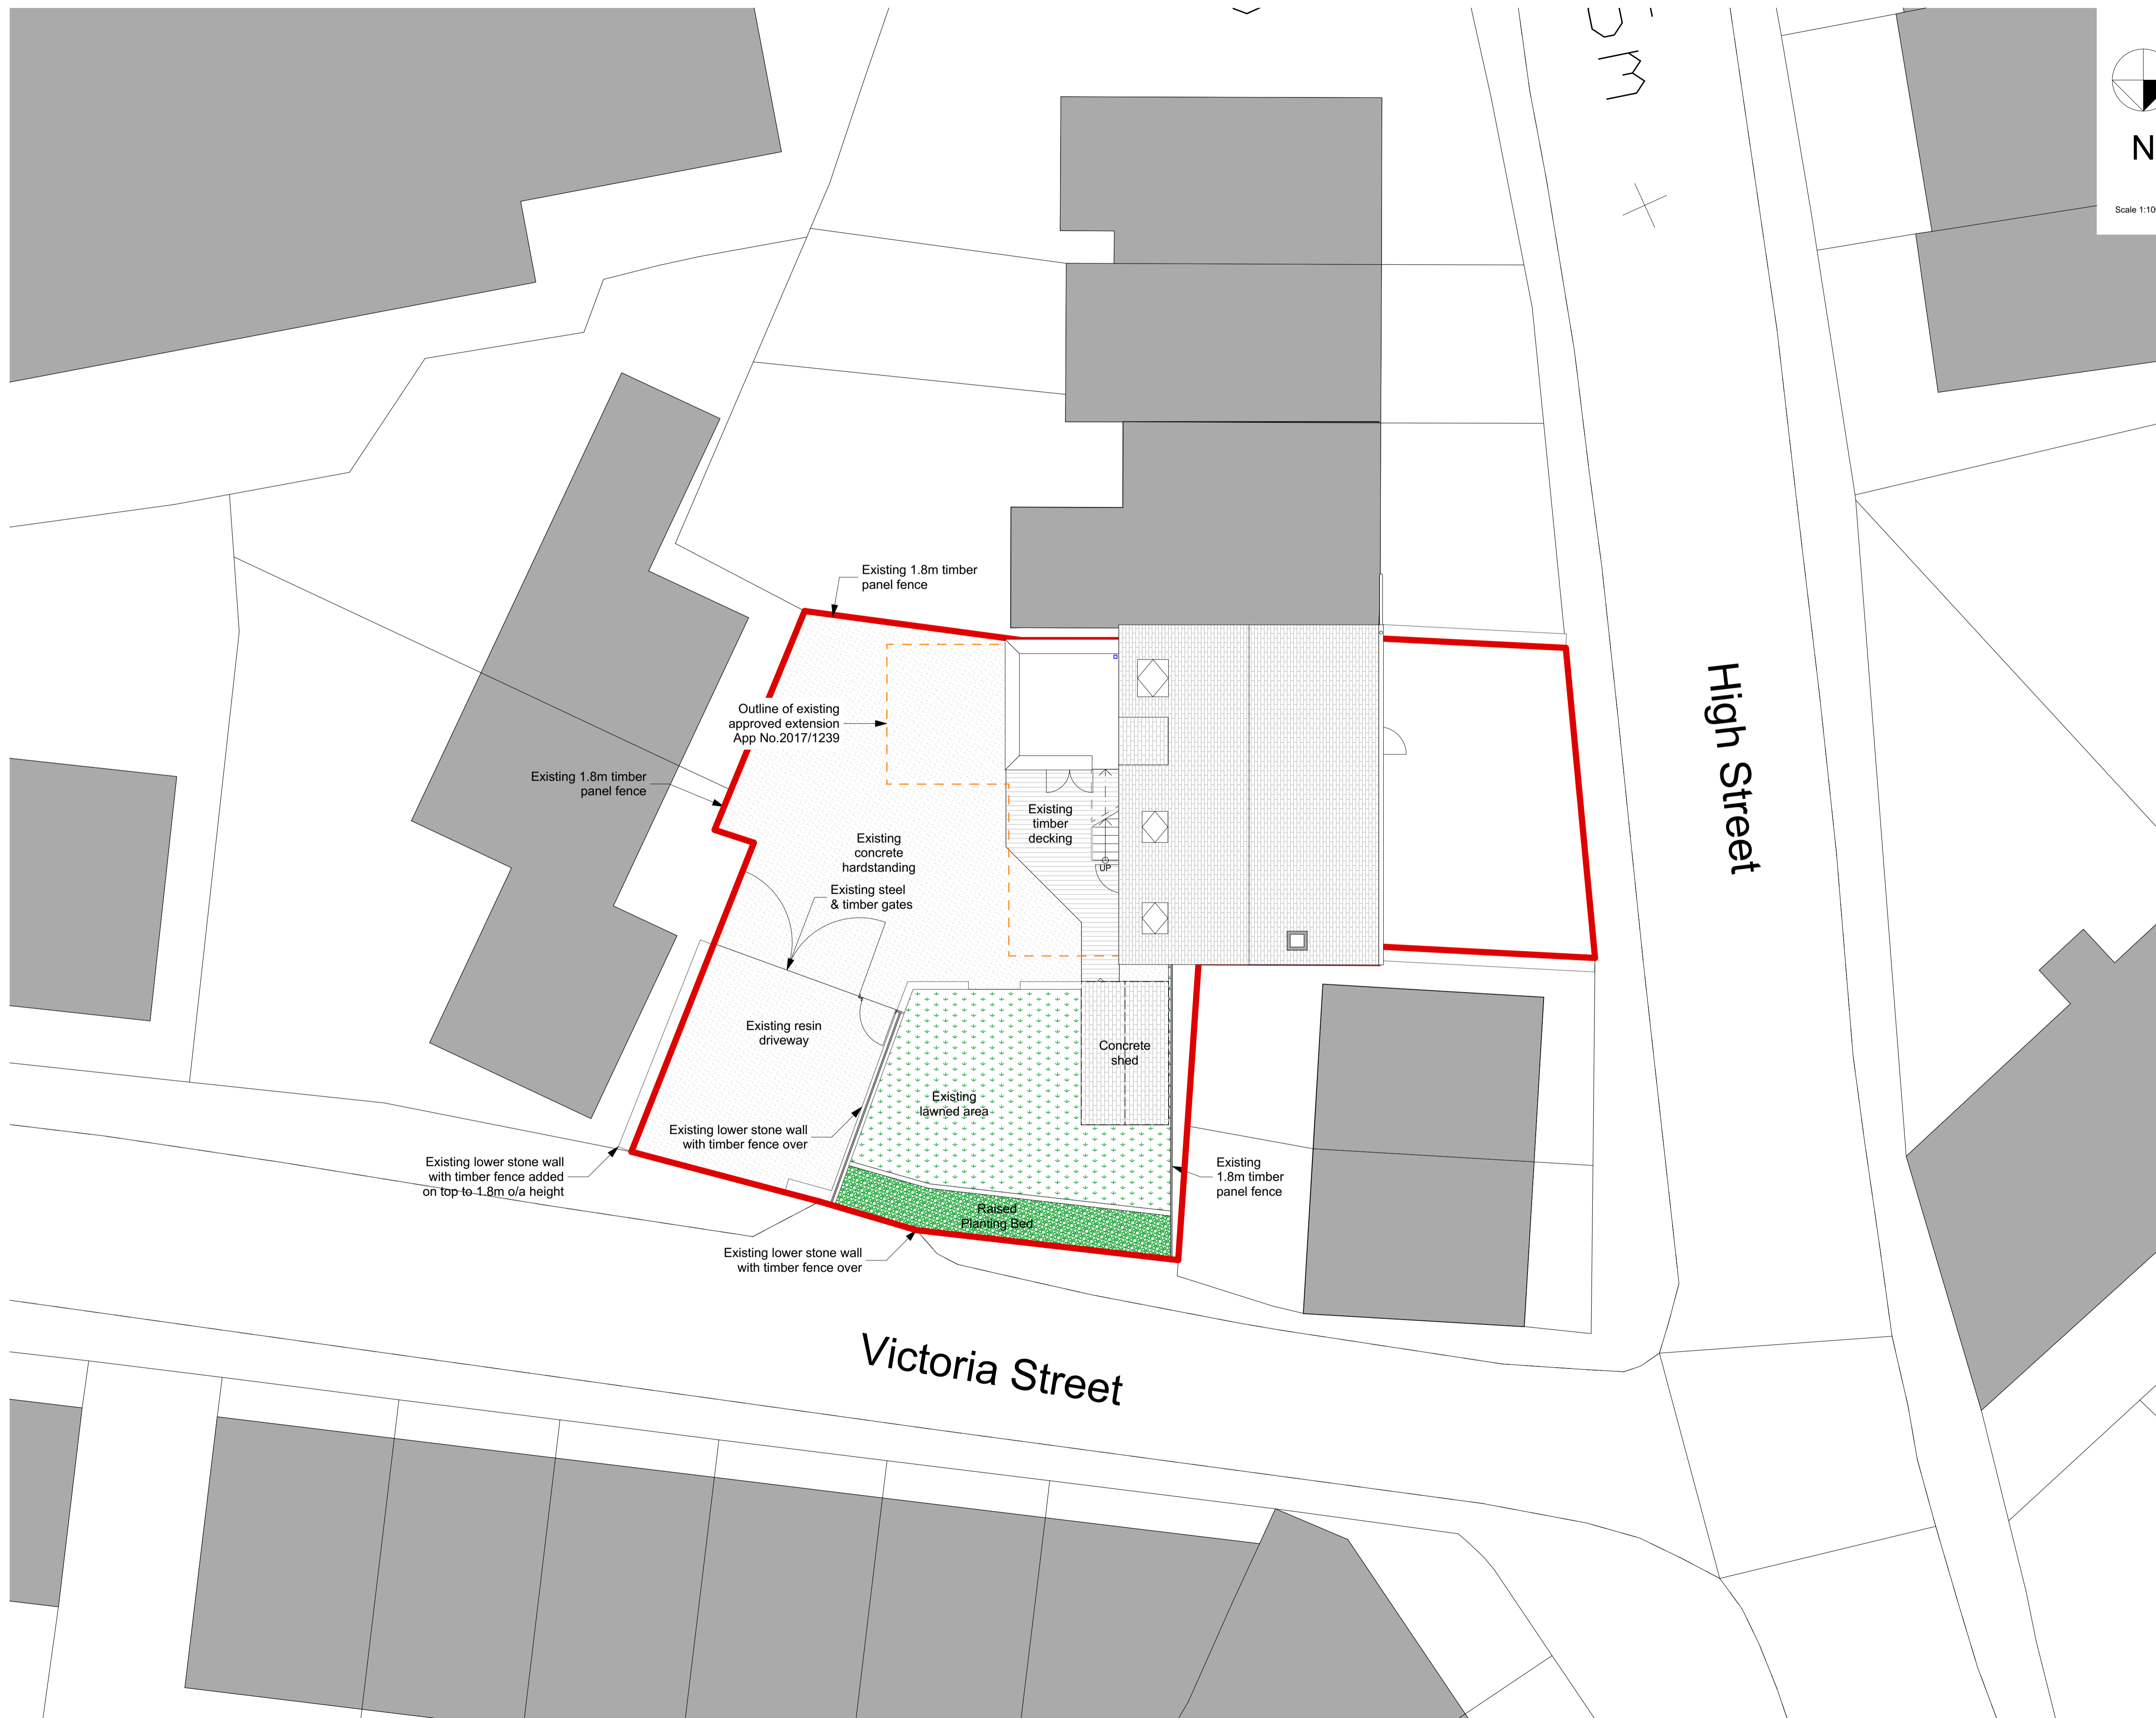 N
Scale 1:10
Existing 1.8m timber
panel fence
High Street
Outline of existing
approved extension
App No.2017/1239
Existing 1.8m timber
panel fence
Existing
timber
decking
UP
Existing
concrete
hardstanding
Existing steel
& timber gates
Existing resin
driveway
Concrete
shed
Existing
lawned area
Existing lower stone wall
with timber fence over
Existing lower stone wall
with timber fence added
on top to 1.8m o/a height
Existing
1.8m timber
panel fence
Raised
Planting Bed
Existing lower stone wall
with timber fence over
Victoria Street